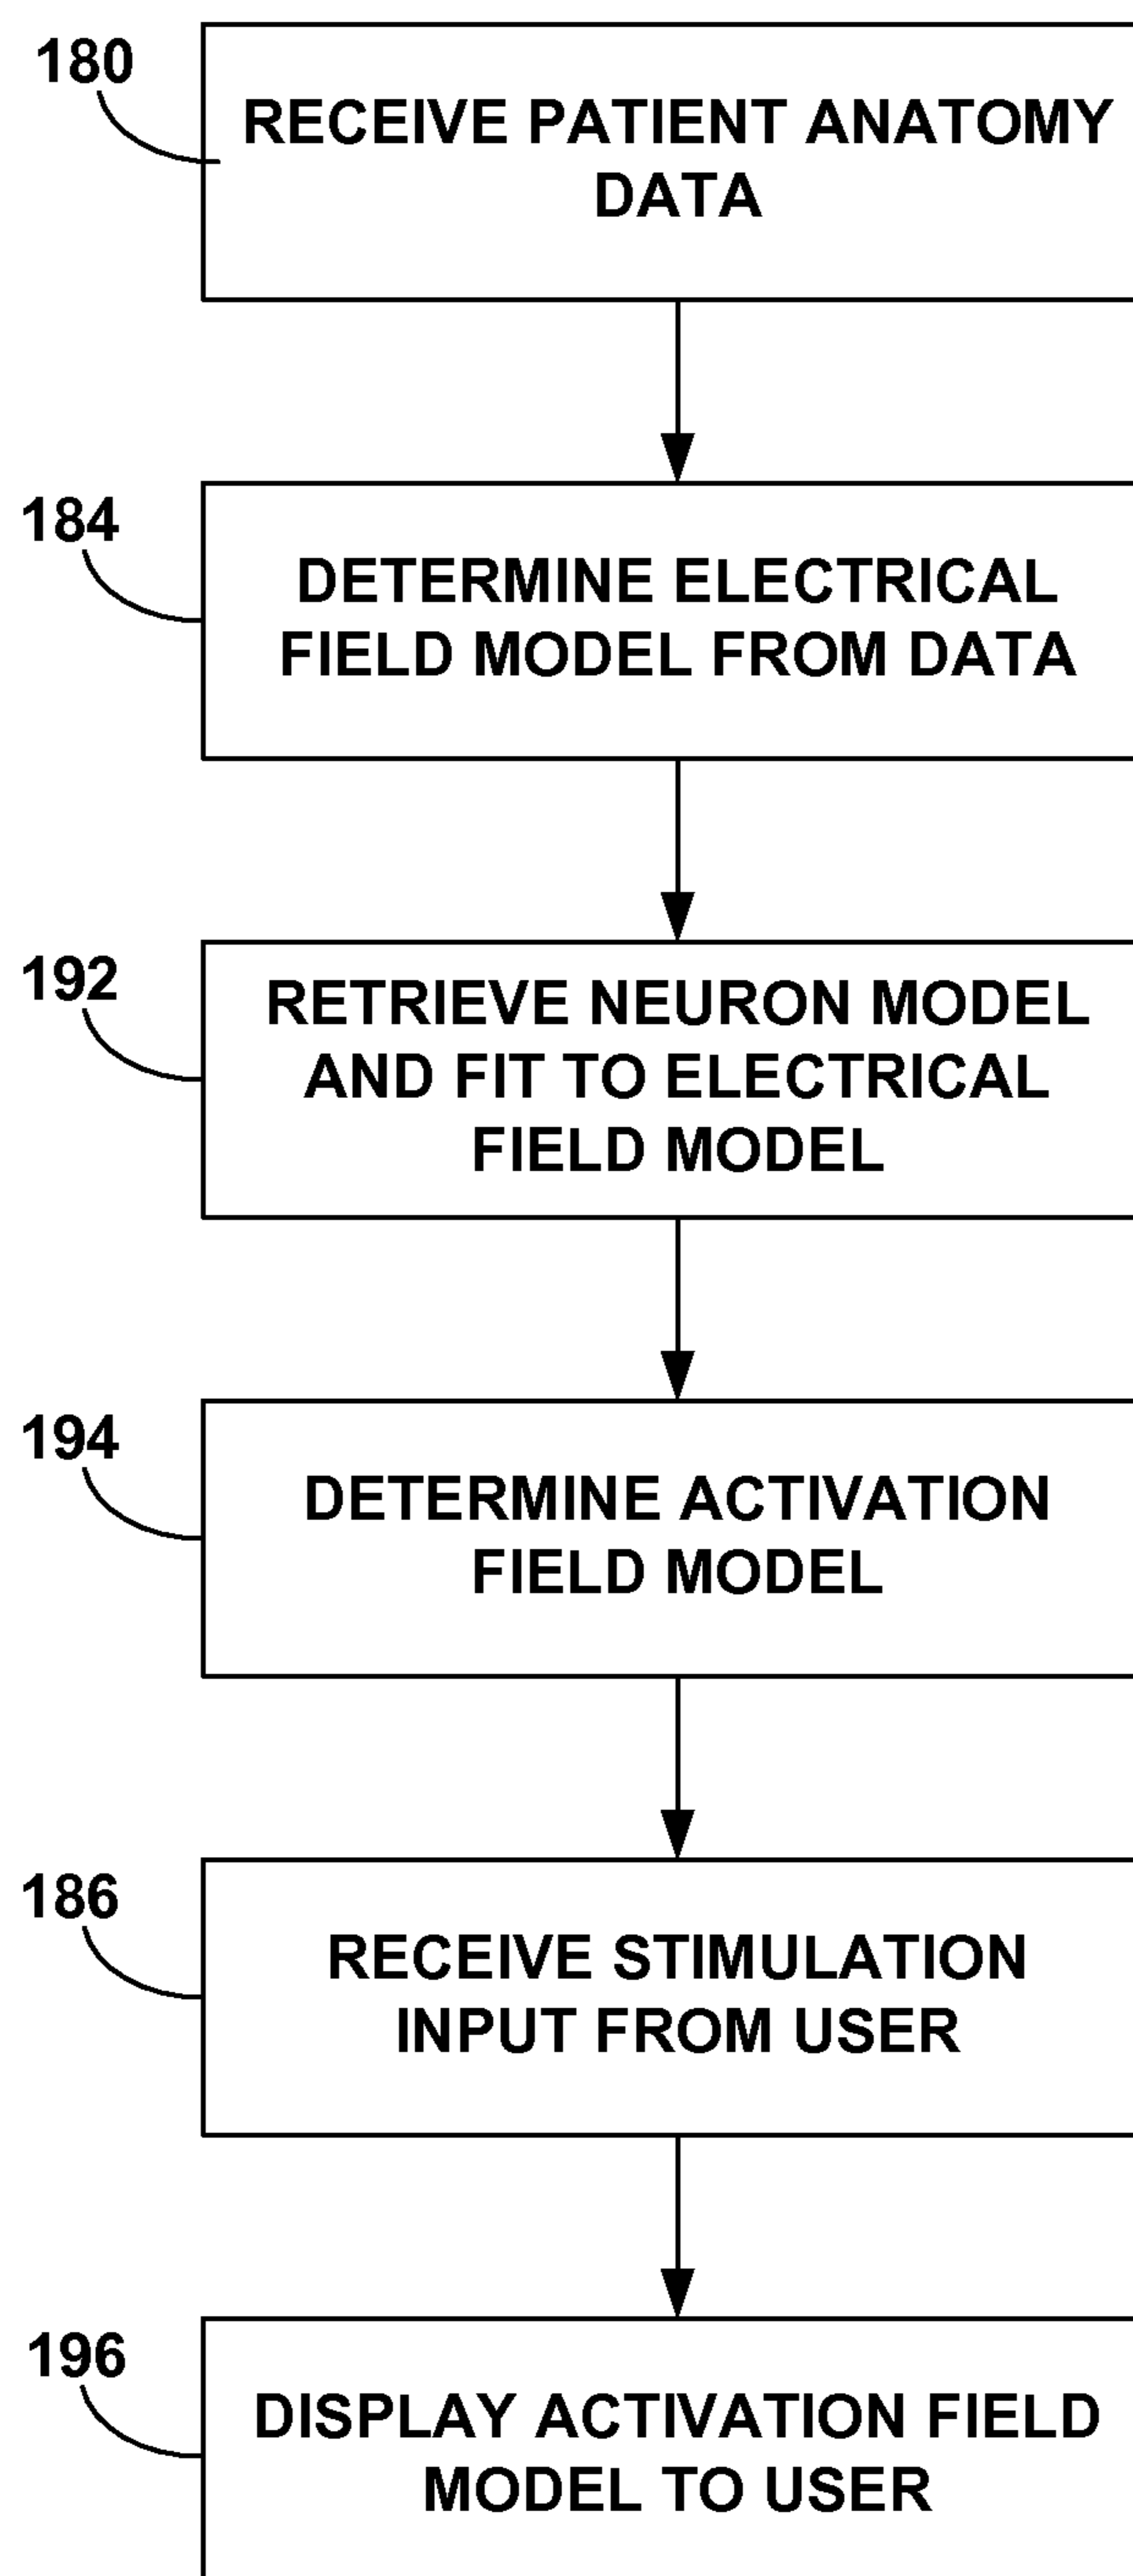 180
RECEIVE PATIENT ANATOMY
DATA
184
DETERMINE ELECTRICAL
FIELD MODEL FROM DATA
192
RETRIEVE NEURON MODEL
AND FIT TO ELECTRICAL
FIELD MODEL
194
DETERMINE ACTIVATION
FIELD MODEL
186
RECEIVE STIMULATION
INPUT FROM USER
196
DISPLAY ACTIVATION FIELD
MODEL TO USER